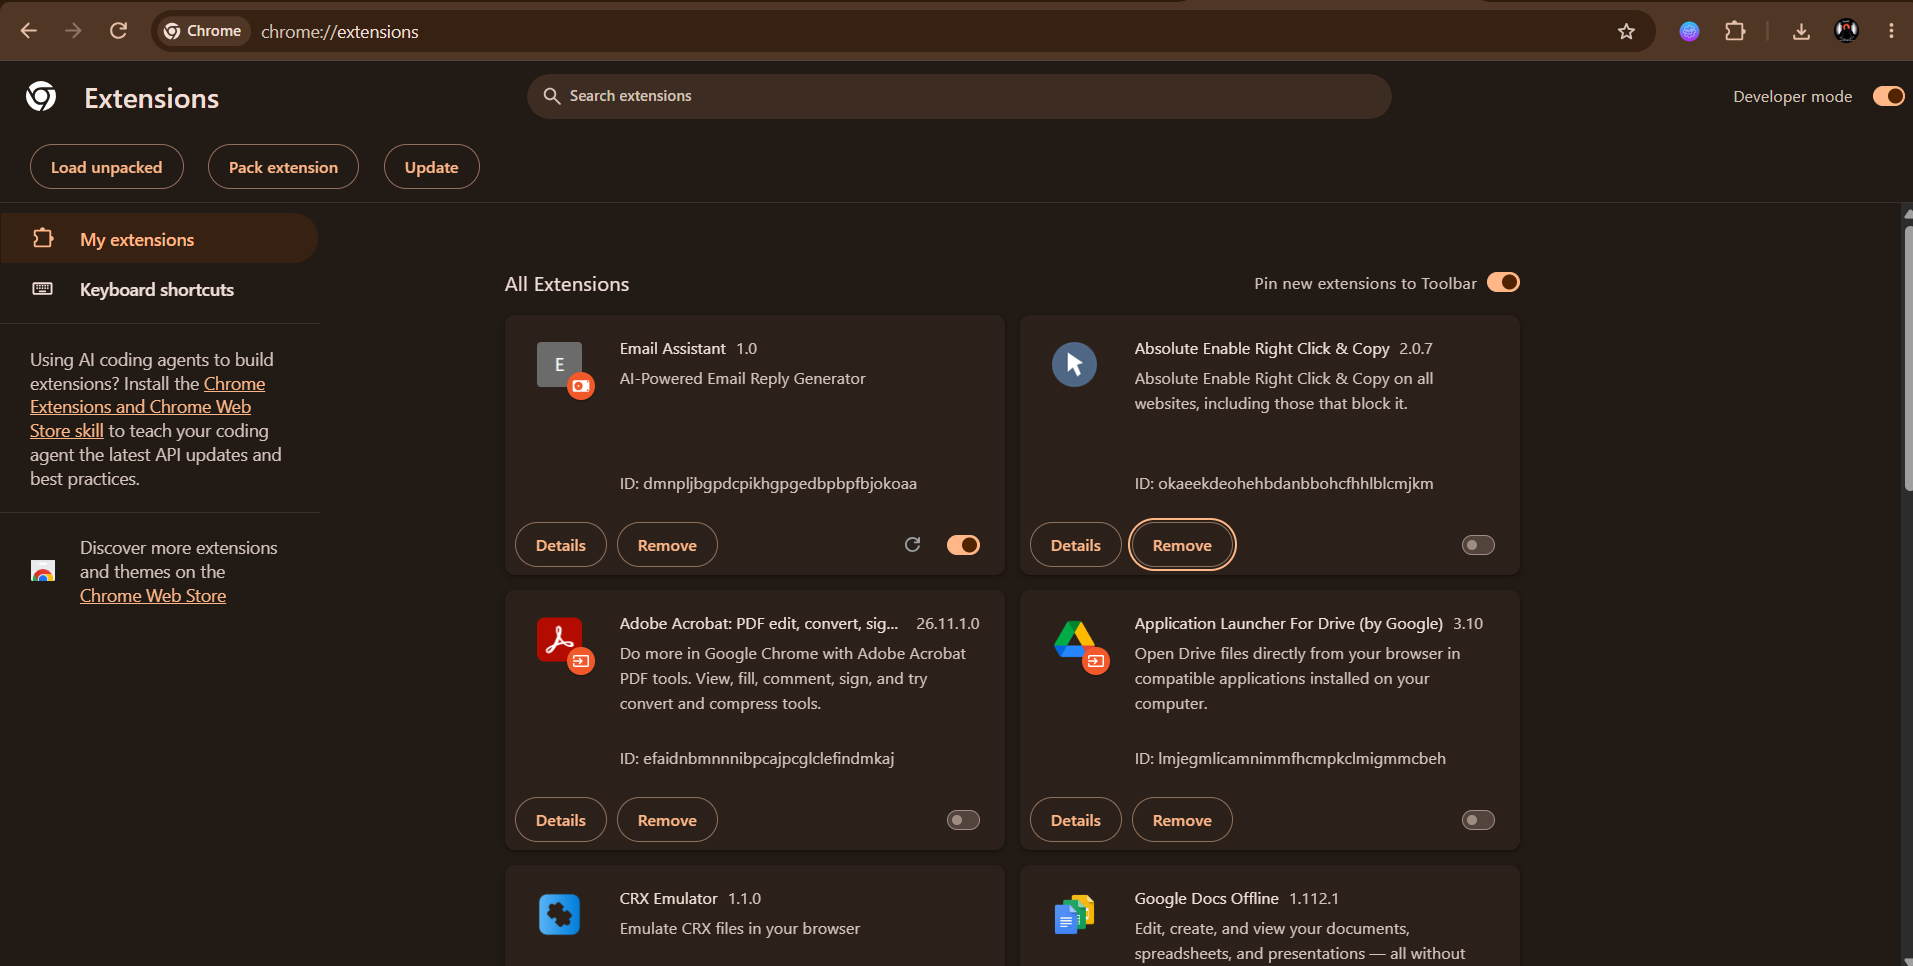 Chrome
chrome://extensions
Extensions
Search extensions
Developer mode
Load unpacked
Pack extension
Update
My extensions
Keyboard shortcuts
Using AI coding agents to build
extensions? Install the Chrome
Extensions and Chrome Web
Store skill to teach your coding
agent the latest API updates and
best practices.
Discover more extensions
and themes on the
Chrome Web Store
All Extensions
Pin new extensions to Toolbar
E
Email Assistant 1.0
AI-Powered Email Reply Generator
ID: dmnpljbgpdcpikhgpgedbpbpfbjokoaa
Details
Remove
Absolute Enable Right Click & Copy 2.0.7
Absolute Enable Right Click & Copy on all
websites, including those that block it.
ID: okaeekdeohehbdanbbohcfhhlblcmjkm
Details
Remove
Adobe Acrobat: PDF edit, convert, sig... 26.11.1.0
Do more in Google Chrome with Adobe Acrobat
PDF tools. View, fill, comment, sign, and try
convert and compress tools.
ID: efaidnbmnnnibpcajpcglclefindmkaj
Details
Remove
Application Launcher For Drive (by Google) 3.10
Open Drive files directly from your browser in
compatible applications installed on your
computer.
ID: lmjegmlicamnimmfhcmpkclmigmmcbeh
Details
Remove
CRX Emulator 1.1.0
Emulate CRX files in your browser
Google Docs Offline 1.112.1
Edit, create, and view your documents,
spreadsheets, and presentations — all without